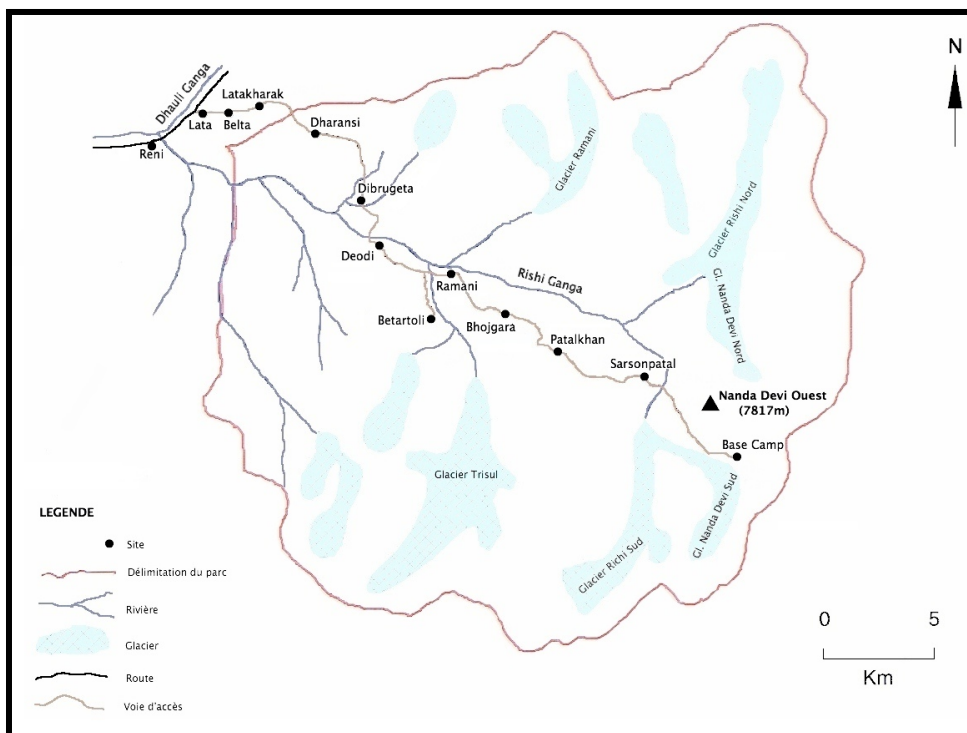 N
Dhauli Ganga
Latakharak
Lata
Belta
Dharansi
Reni
Glacier Ramani
Dibrugeta
Glacier Rishi Nord
Deodi
Ramani
Rishi Ganga
Gl. Nanda Devi Nord
Betartoli
Bhojgara
Patalkhan
Sarsonpatal
Nanda Devi Ouest
(7817m)
Base Camp
Glacier Trisul
Gl. Nanda Devi Sud
Glacier Richi Sud
LEGENDE
Site
Délimitation du parc
Rivière
Glacier
Route
Voie d'accès
0 5
Km